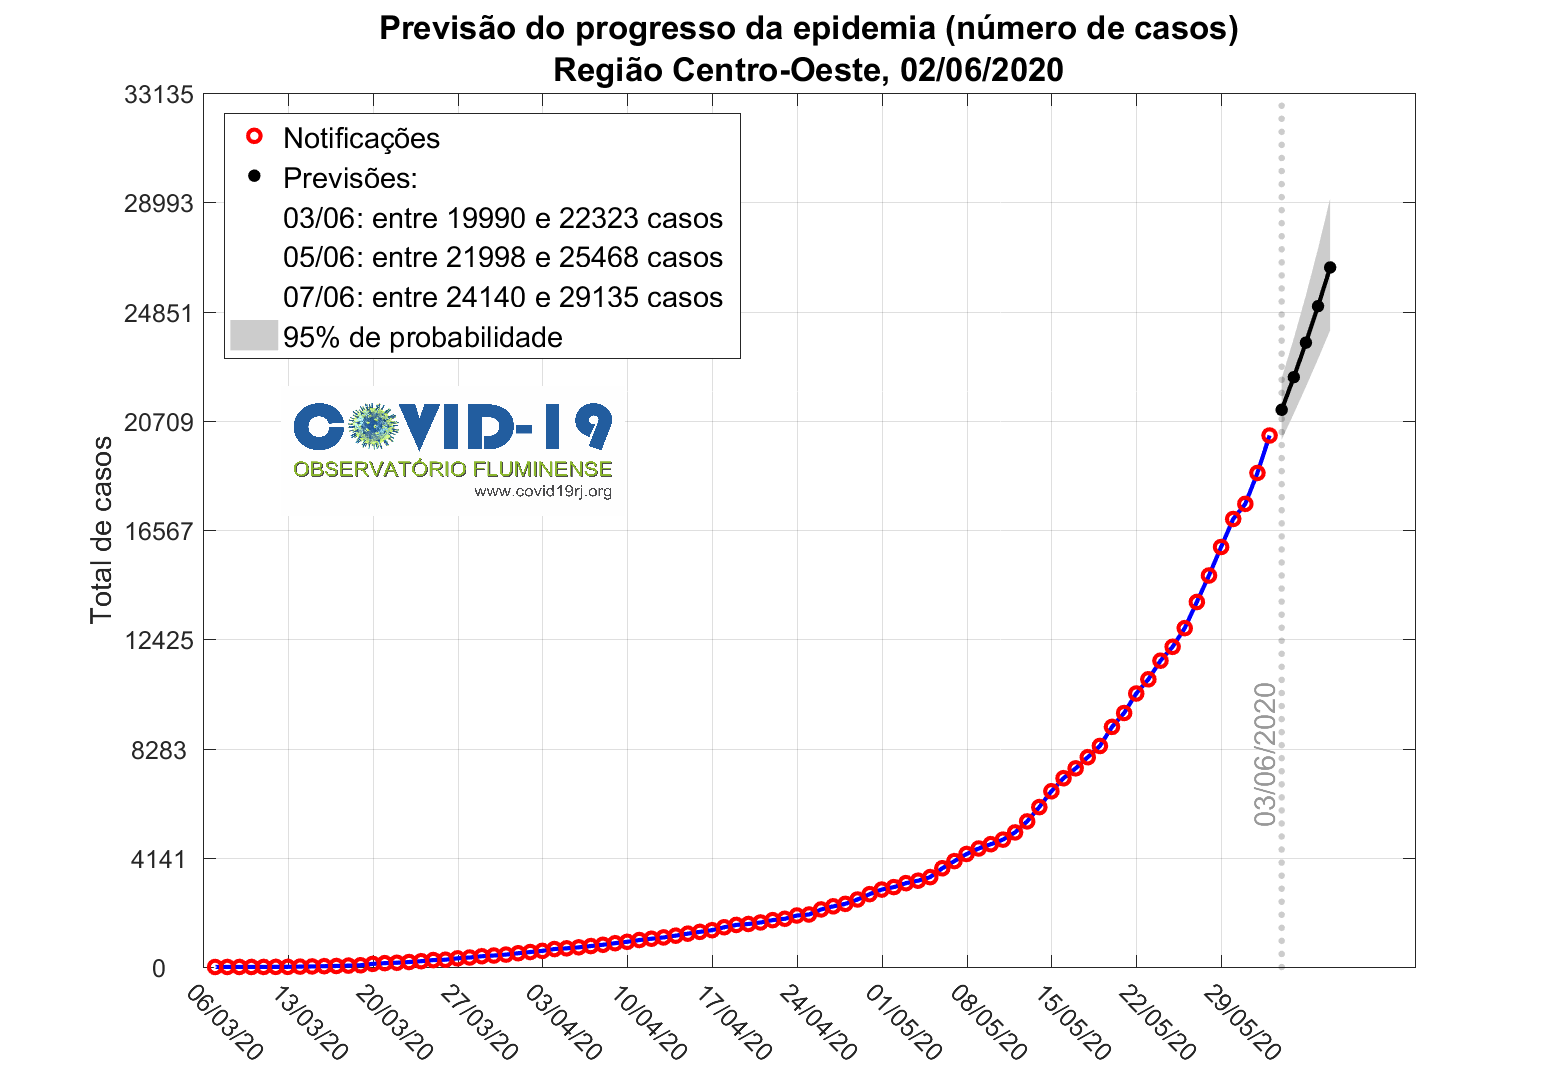 Previsão do progresso da epidemia (número de casos)
Região Centro-Oeste, 02/06/2020
33135
28993
24851
20709
16567
12425
8283
4141
0
Total de casos
Notificações
Previsões:
03/06: entre 19990 e 22323 casos
05/06: entre 21998 e 25468 casos
07/06: entre 24140 e 29135 casos
95% de probabilidade
COVID-19
OBSERVATÓRIO FLUMINENSE
www.covid19rj.org
03/06/2020
06/03/20
13/03/20
20/03/20
27/03/20
03/04/20
10/04/20
17/04/20
24/04/20
01/05/20
08/05/20
15/05/20
22/05/20
29/05/20